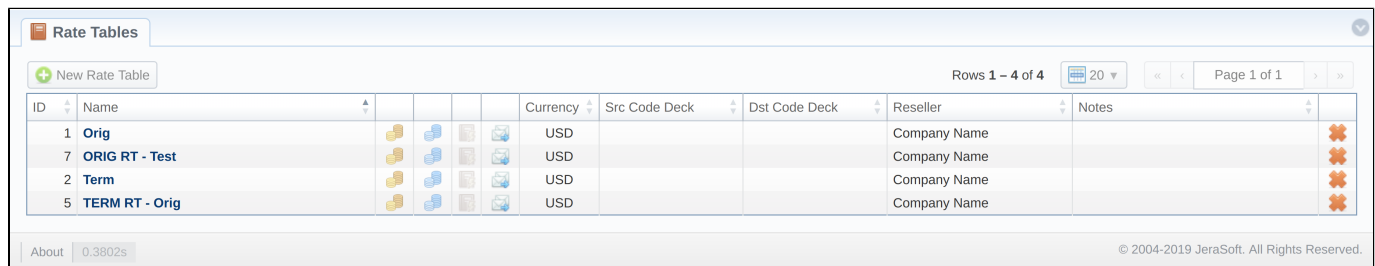 Rate Tables
New Rate Table Rows 1 – 4 of 4 20 ▼ « ‹ Page 1 of 1 › »
ID Name Currency Src Code Deck Dst Code Deck Reseller Notes
1 Orig USD Company Name
7 ORIG RT - Test USD Company Name
2 Term USD Company Name
5 TERM RT - Orig USD Company Name
About 0.3802s © 2004-2019 JeraSoft. All Rights Reserved.